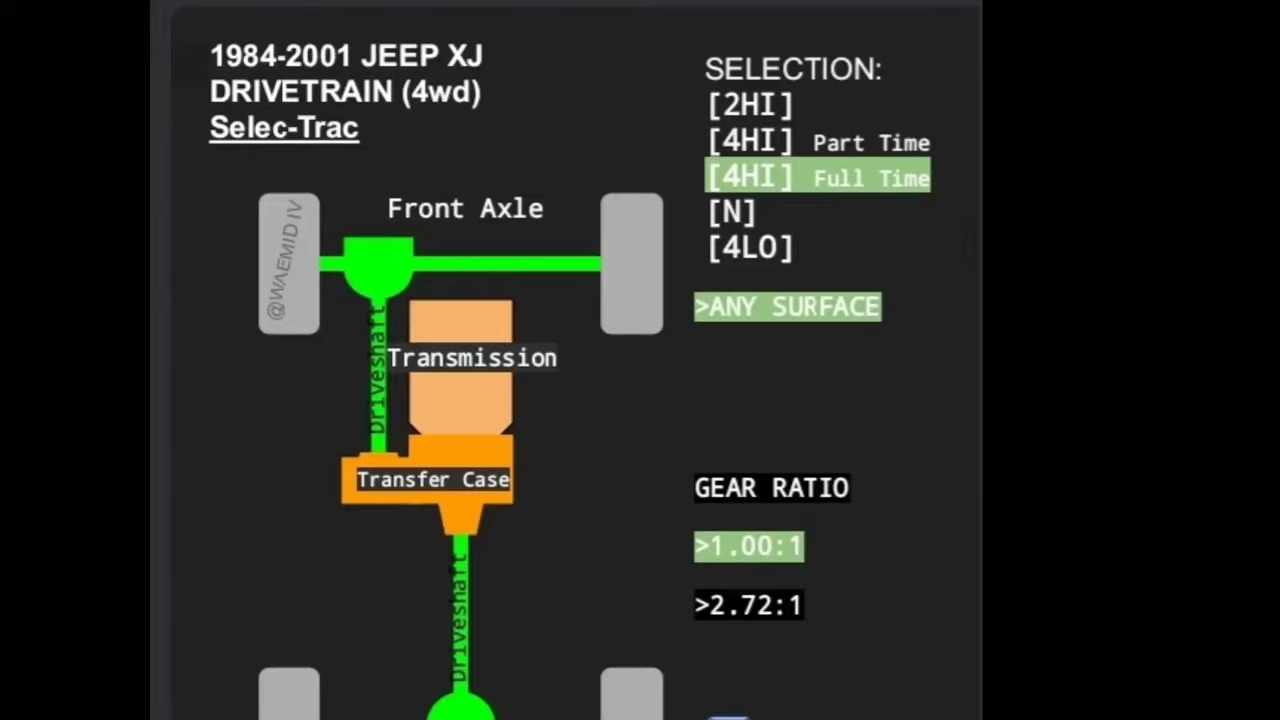 1984-2001 JEEP XJ
DRIVETRAIN (4wd)
Selec-Trac
SELECTION:
[2HI]
[4HI] Part Time
[4HI] Full Time
[N]
[4LO]
>ANY SURFACE
Front Axle
@WAEMID IV
Driveshaft
Transmission
Transfer Case
Driveshaft
GEAR RATIO
>1.00:1
>2.72:1